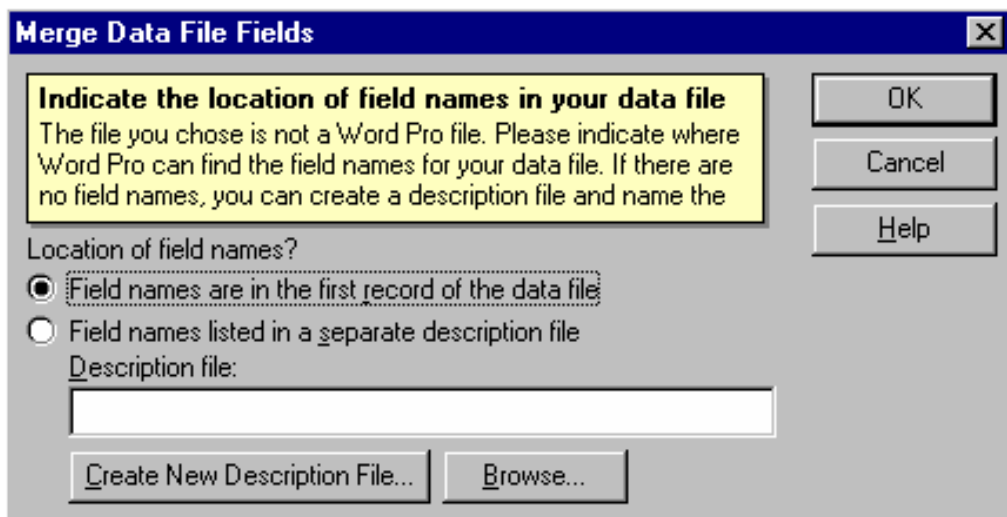 Merge Data File Fields
Indicate the location of field names in your data file
The file you chose is not a Word Pro file. Please indicate where
Word Pro can find the field names for your data file. If there are
no field names, you can create a description file and name the
OK
Cancel
Help
Location of field names?
Field names are in the first record of the data file
Field names listed in a separate description file
Description file:
Create New Description File...
Browse...